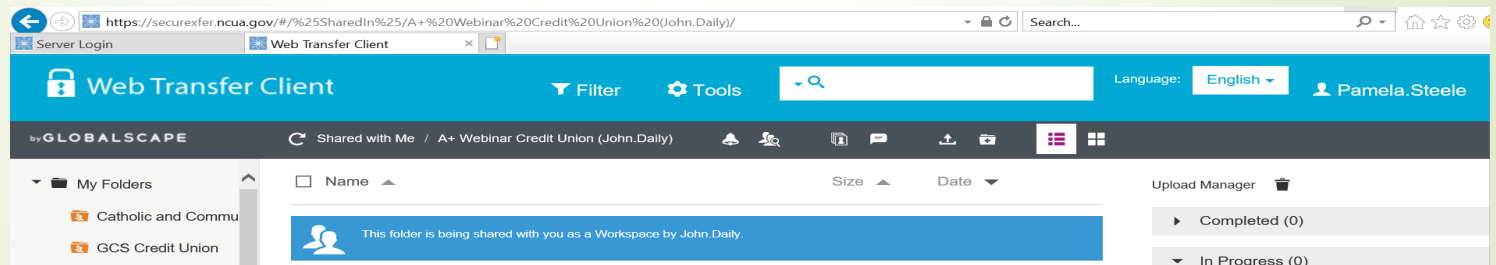 https://securexfer.ncua.gov/#/%25SharedIn%25/A+%20Webinar%20Credit%20Union%20(John.Daily)/
Search...
Server Login
Web Transfer Client
Web Transfer Client
Filter
Tools
Language:
English
Pamela.Steele
by GLOBALSCAPE
Shared with Me / A+ Webinar Credit Union (John.Daily)
My Folders
Name
Size
Date
Upload Manager
Catholic and Commu
Completed (0)
This folder is being shared with you as a Workspace by John.Daily.
GCS Credit Union
In Progress (0)